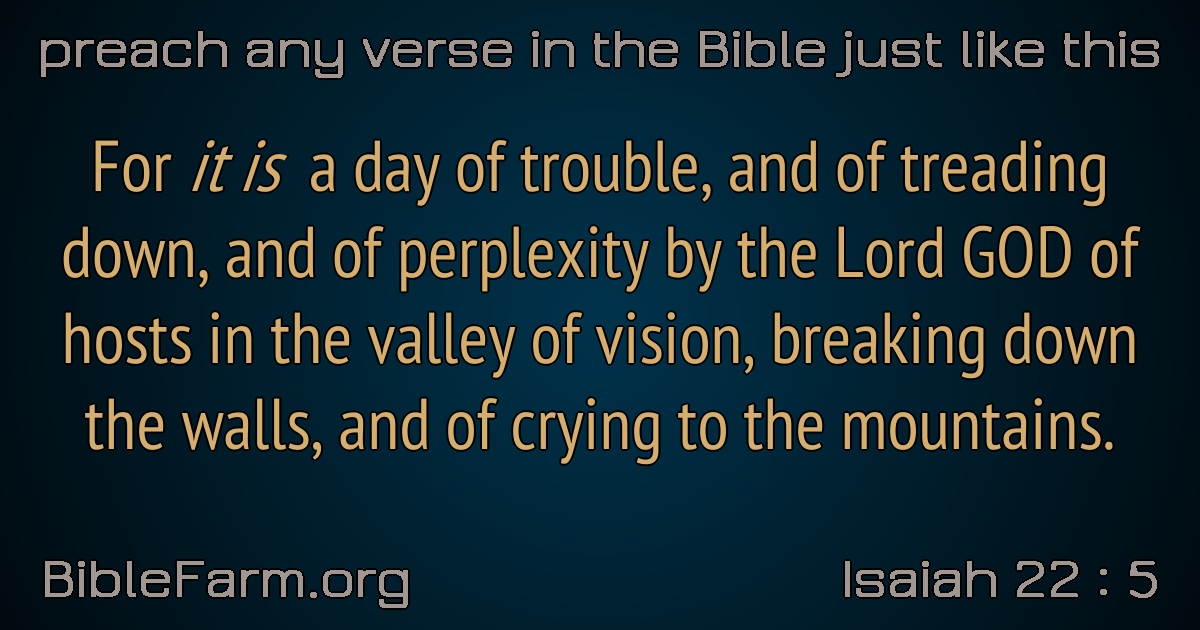 preach any verse in the Bible just like this
For it is a day of trouble, and of treading
down, and of perplexity by the Lord GOD of
hosts in the valley of vision, breaking down
the walls, and of crying to the mountains.
BibleFarm.org
Isaiah 22 : 5